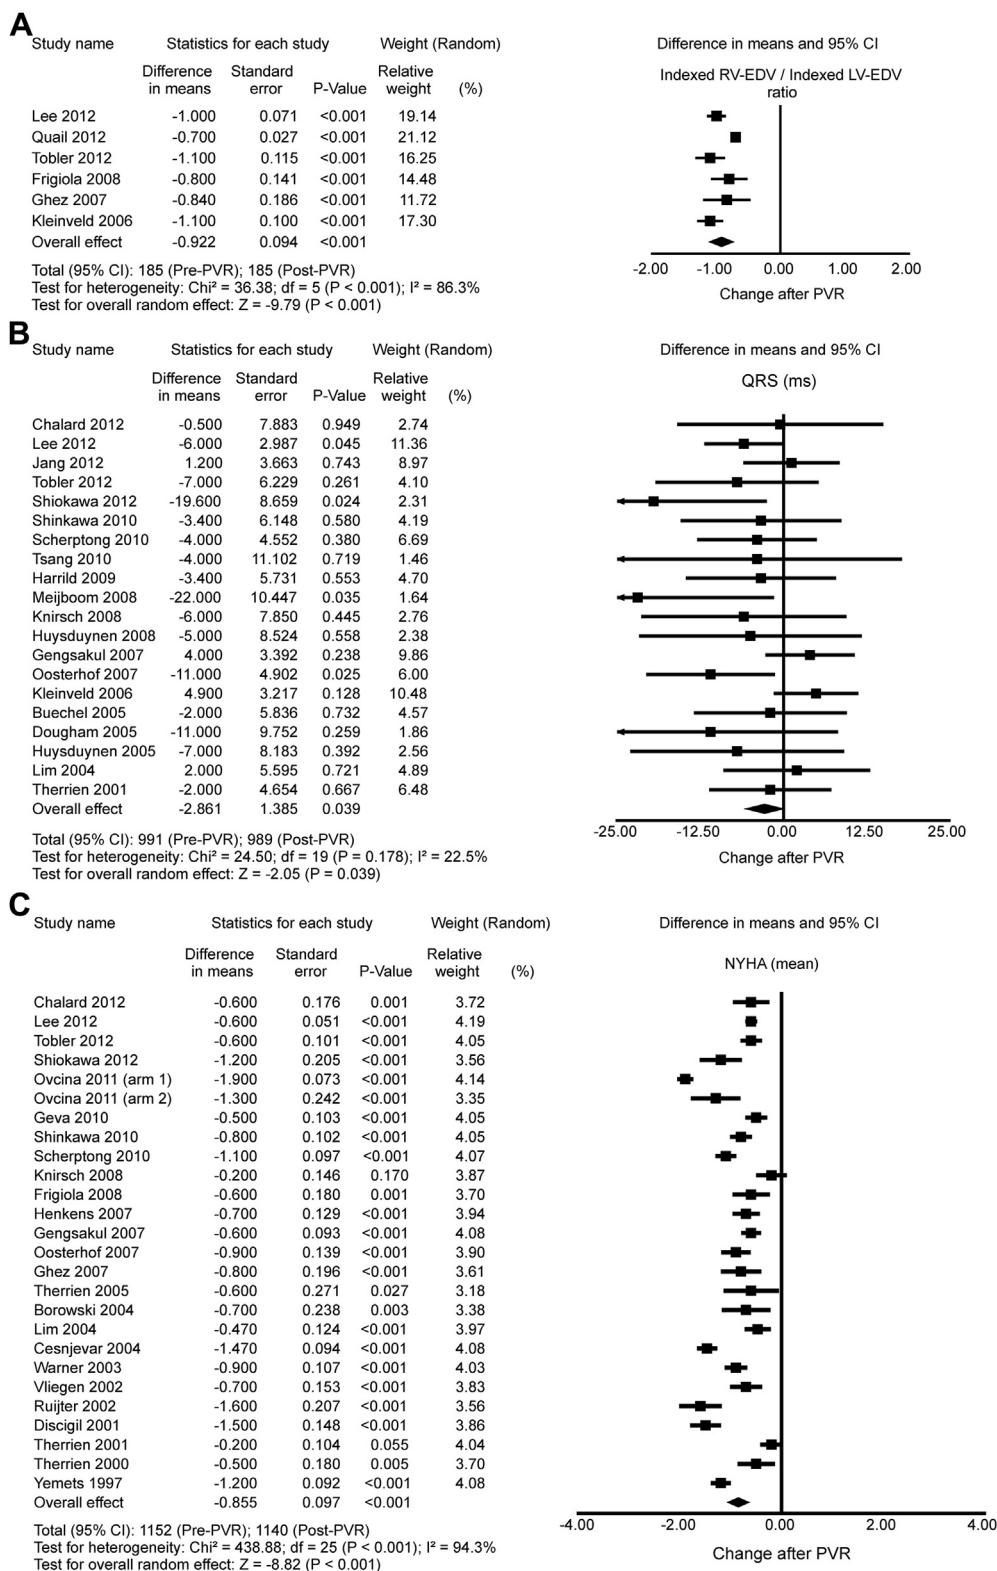 A
Study name Statistics for each study Weight (Random) Difference in means and 95% CI
Difference in means Standard error P-Value Relative weight (%) Indexed RV-EDV / Indexed LV-EDV ratio
Lee 2012 -1.000 0.071 <0.001 19.14
Quail 2012 -0.700 0.027 <0.001 21.12
Tobler 2012 -1.100 0.115 <0.001 16.25
Frigiola 2008 -0.800 0.141 <0.001 14.48
Ghez 2007 -0.840 0.186 <0.001 11.72
Kleinveld 2006 -1.100 0.100 <0.001 17.30
Overall effect -0.922 0.094 <0.001
-2.00 -1.00 0.00 1.00 2.00
Total (95% CI): 185 (Pre-PVR); 185 (Post-PVR)
Test for heterogeneity: Chi² = 36.38; df = 5 (P < 0.001); I² = 86.3%
Test for overall random effect: Z = -9.79 (P < 0.001)
Change after PVR
B
Study name Statistics for each study Weight (Random) Difference in means and 95% CI
Difference in means Standard error P-Value Relative weight (%) QRS (ms)
Chalard 2012 -0.500 7.883 0.949 2.74
Lee 2012 -6.000 2.987 0.045 11.36
Jang 2012 1.200 3.663 0.743 8.97
Tobler 2012 -7.000 6.229 0.261 4.10
Shiokawa 2012 -19.600 8.659 0.024 2.31
Shinkawa 2010 -3.400 6.148 0.580 4.19
Scherptong 2010 -4.000 4.552 0.380 6.69
Tsang 2010 -4.000 11.102 0.719 1.46
Harrild 2009 -3.400 5.731 0.553 4.70
Meijboom 2008 -22.000 10.447 0.035 1.64
Knirsch 2008 -6.000 7.850 0.445 2.76
Huysduynen 2008 -5.000 8.524 0.558 2.38
Gengsakul 2007 4.000 3.392 0.238 9.86
Oosterhof 2007 -11.000 4.902 0.025 6.00
Kleinveld 2006 4.900 3.217 0.128 10.48
Buechel 2005 -2.000 5.836 0.732 4.57
Dougham 2005 -11.000 9.752 0.259 1.86
Huysduynen 2005 -7.000 8.183 0.392 2.56
Lim 2004 2.000 5.595 0.721 4.89
Therrien 2001 -2.000 4.654 0.667 6.48
Overall effect -2.861 1.385 0.039
-25.00 -12.50 0.00 12.50 25.00
Total (95% CI): 991 (Pre-PVR); 989 (Post-PVR)
Test for heterogeneity: Chi² = 24.50; df = 19 (P = 0.178); I² = 22.5%
Test for overall random effect: Z = -2.05 (P = 0.039)
Change after PVR
C
Study name Statistics for each study Weight (Random) Difference in means and 95% CI
Difference in means Standard error P-Value Relative weight (%) NYHA (mean)
Chalard 2012 -0.600 0.176 0.001 3.72
Lee 2012 -0.600 0.051 <0.001 4.19
Tobler 2012 -0.600 0.101 <0.001 4.05
Shiokawa 2012 -1.200 0.205 <0.001 3.56
Ovcina 2011 (arm 1) -1.900 0.073 <0.001 4.14
Ovcina 2011 (arm 2) -1.300 0.242 <0.001 3.35
Geva 2010 -0.500 0.103 <0.001 4.05
Shinkawa 2010 -0.800 0.102 <0.001 4.05
Scherptong 2010 -1.100 0.097 <0.001 4.07
Knirsch 2008 -0.200 0.146 0.170 3.87
Frigiola 2008 -0.600 0.180 0.001 3.70
Henkens 2007 -0.700 0.129 <0.001 3.94
Gengsakul 2007 -0.600 0.093 <0.001 4.08
Oosterhof 2007 -0.900 0.139 <0.001 3.90
Ghez 2007 -0.800 0.196 <0.001 3.61
Therrien 2005 -0.600 0.271 0.027 3.18
Borowski 2004 -0.700 0.238 0.003 3.38
Lim 2004 -0.470 0.124 <0.001 3.97
Cesnjevar 2004 -1.470 0.094 <0.001 4.08
Warner 2003 -0.900 0.107 <0.001 4.03
Vliegen 2002 -0.700 0.153 <0.001 3.83
Ruijter 2002 -1.600 0.207 <0.001 3.56
Discigil 2001 -1.500 0.148 <0.001 3.86
Therrien 2001 -0.200 0.104 0.055 4.04
Therrien 2000 -0.500 0.180 0.005 3.70
Yemets 1997 -1.200 0.092 <0.001 4.08
Overall effect -0.855 0.097 <0.001
-4.00 -2.00 0.00 2.00 4.00
Total (95% CI): 1152 (Pre-PVR); 1140 (Post-PVR)
Test for heterogeneity: Chi² = 438.88; df = 25 (P < 0.001); I² = 94.3%
Test for overall random effect: Z = -8.82 (P < 0.001)
Change after PVR